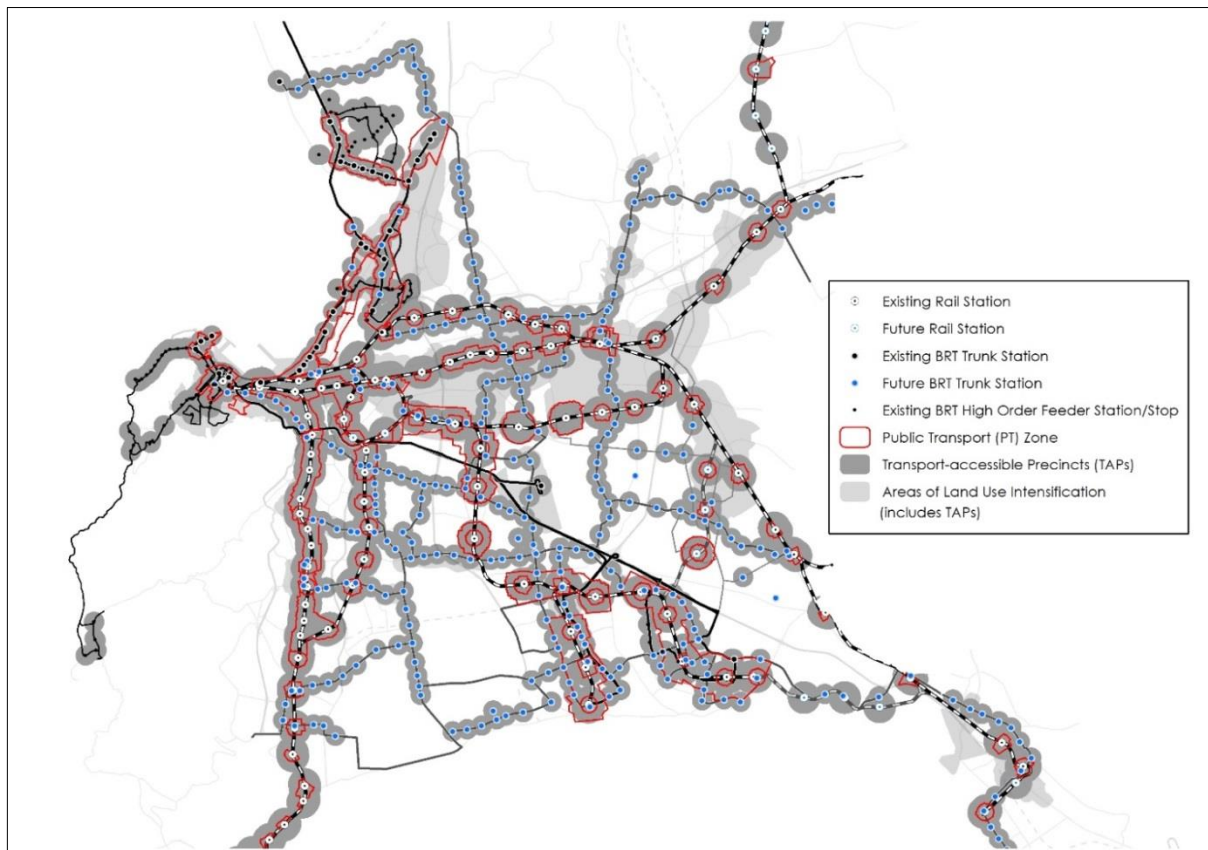 Existing Rail Station
Future Rail Station
Existing BRT Trunk Station
Future BRT Trunk Station
Existing BRT High Order Feeder Station/Stop
Public Transport (PT) Zone
Transport-accessible Precincts (TAPs)
Areas of Land Use Intensification
(includes TAPs)